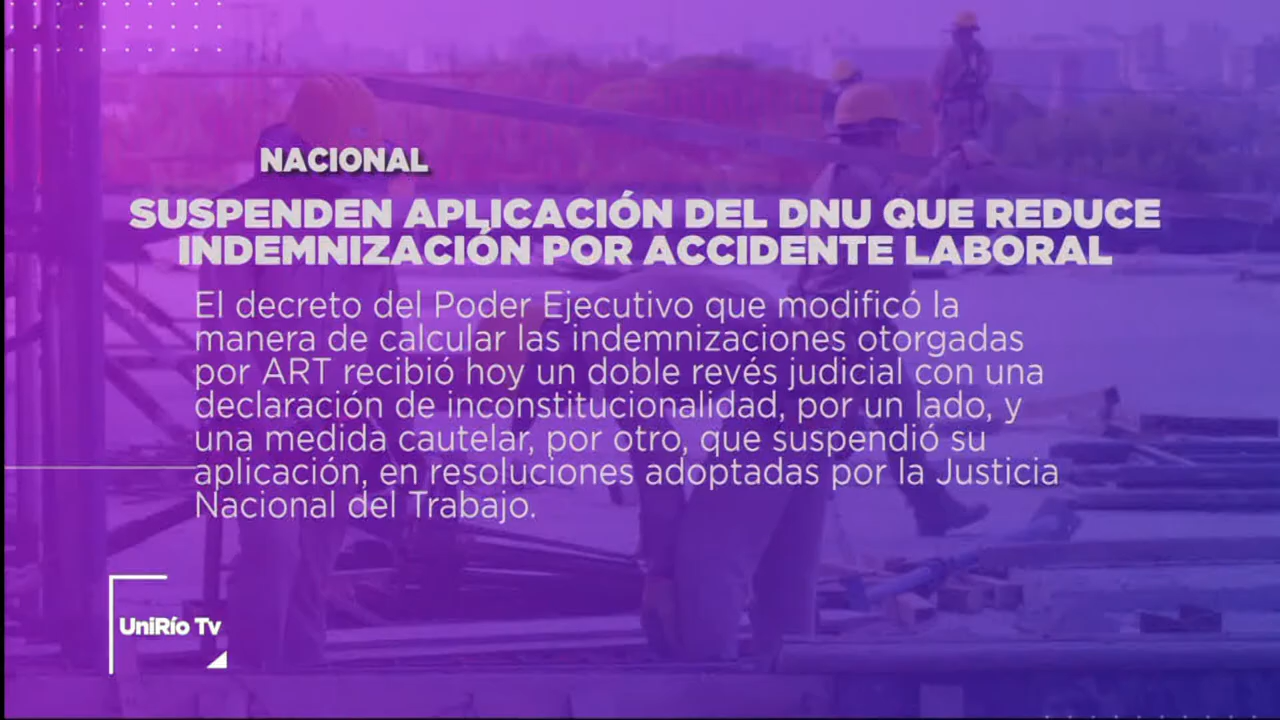 NACIONAL
SUSPENDEN APLICACIÓN DEL DNU QUE REDUCE
INDEMNIZACIÓN POR ACCIDENTE LABORAL
El decreto del Poder Ejecutivo que modificó la
manera de calcular las indemnizaciones otorgadas
por ART recibió hoy un doble revés judicial con una
declaración de inconstitucionalidad, por un lado, y
una medida cautelar, por otro, que suspendió su
aplicación, en resoluciones adoptadas por la Justicia
Nacional del Trabajo.
UniRío Tv